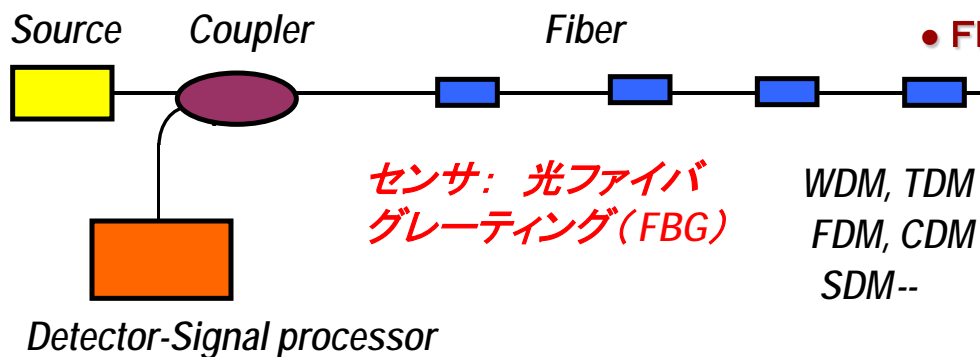 Source Coupler Fiber
センサ: 光ファイバ
グレーティング(FBG)
WDM, TDM
FDM, CDM
SDM--
Detector-Signal processor